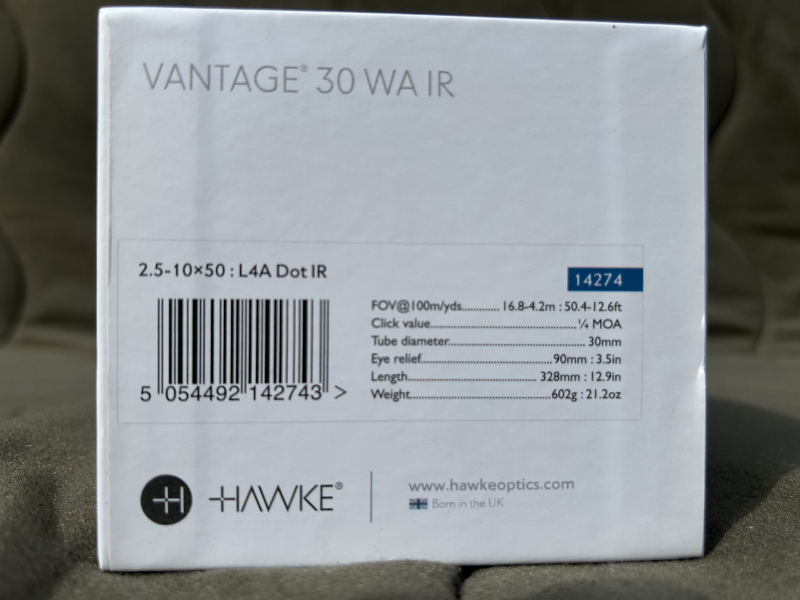 VANTAGE® 30 WA IR
2.5-10×50 : L4A Dot IR
14274
FOV@100m/yds........... 16.8-4.2m : 50.4-12.6ft
Click value.............................................¼ MOA
Tube diameter..........................................30mm
Eye relief........................................90mm : 3.5in
Length........................................328mm : 12.9in
Weight...........................................602g : 21.2oz
5 054492 142743 >
HAWKE®
www.hawkeoptics.com
Born in the UK